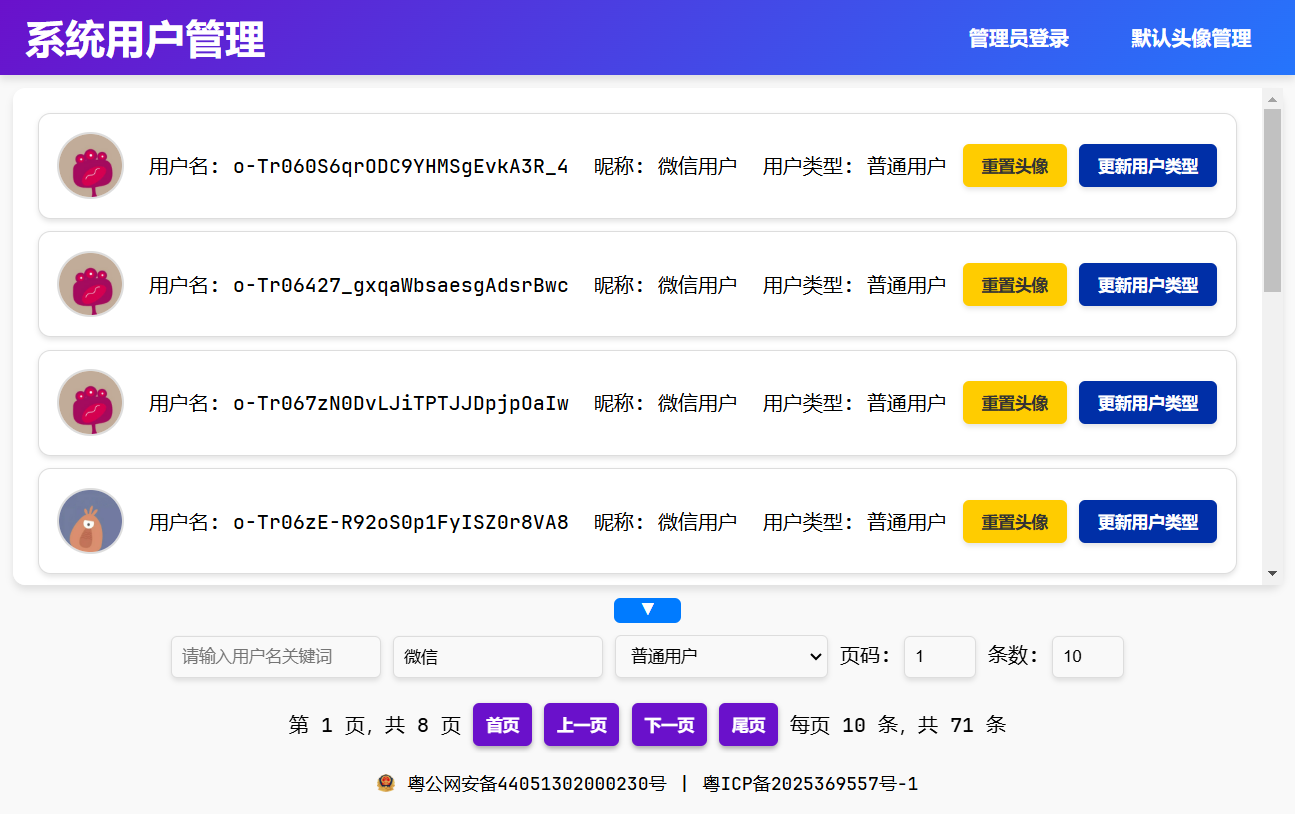 系统用户管理 管理员登录 默认头像管理
用户名: o-Tr060S6qrODC9YHMSgEvkA3R_4 昵称: 微信用户 用户类型: 普通用户 重置头像 更新用户类型
用户名: o-Tr06427_gxqaWbsaesgAdsrBwc 昵称: 微信用户 用户类型: 普通用户 重置头像 更新用户类型
用户名: o-Tr067zN0DvLJiTPTJJDpjpOaIw 昵称: 微信用户 用户类型: 普通用户 重置头像 更新用户类型
用户名: o-Tr06zE-R92oS0p1FyISZ0r8VA8 昵称: 微信用户 用户类型: 普通用户 重置头像 更新用户类型
▼
请输入用户名关键词 微信 普通用户 页码: 1 条数: 10
第 1 页, 共 8 页 首页 上一页 下一页 尾页 每页 10 条, 共 71 条
粤公网安备44051302000230号 | 粤ICP备2025369557号-1